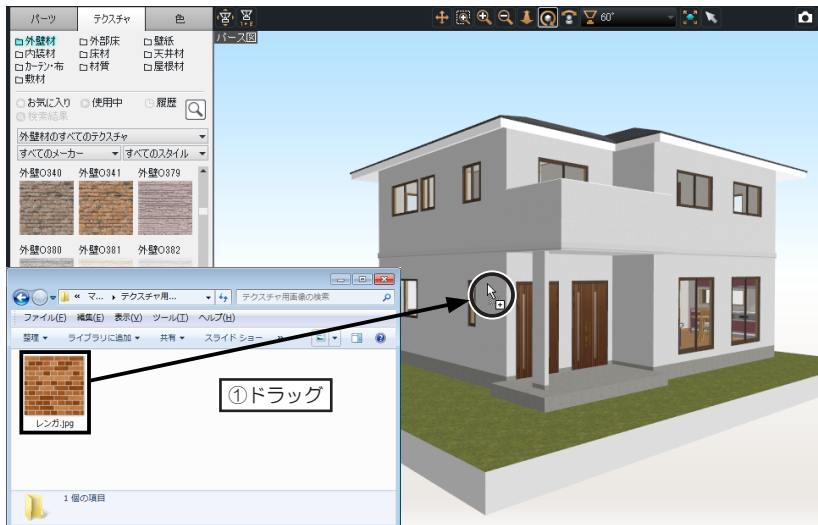 パーツ テクスチャ 色
パース図
60°
外壁材 外部床 壁紙
内装材 床材 天井材
カーテン・布 材質 屋根材
敷材
お気に入り 使用中 履歴
検索結果
外壁材のすべてのテクスチャ
すべてのメーカー すべてのスタイル
外壁O340 外壁O341 外壁O379
外壁O380 外壁O381 外壁O382
« マ... テクスチャ用... テクスチャ用画像の検索
ファイル(F) 編集(E) 表示(V) ツール(T) ヘルプ(H)
整理 ライブラリに追加 共有 スライド ショー »
レンガ.jpg
①ドラッグ
1 個の項目